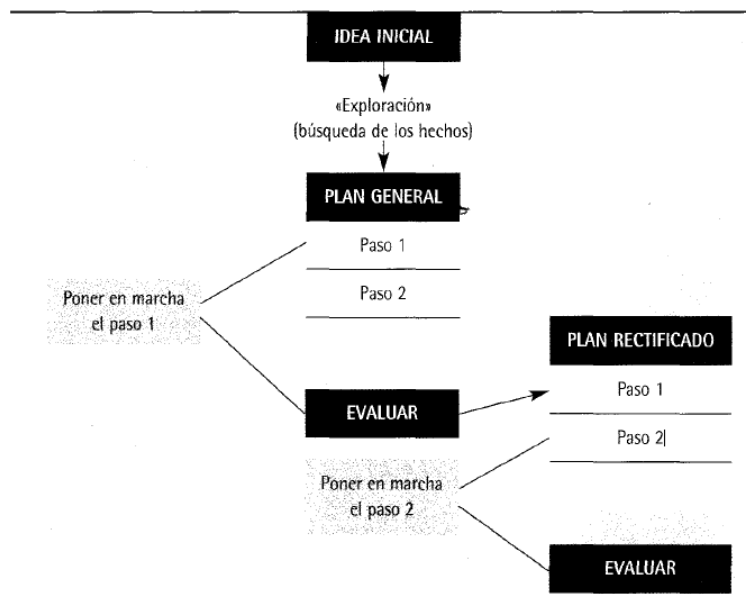 IDEA INICIAL
«Exploración»
(búsqueda de los hechos)
PLAN GENERAL
Paso 1
Paso 2
Poner en marcha
el paso 1
EVALUAR
PLAN RECTIFICADO
Paso 1
Paso 2
Poner en marcha
el paso 2
EVALUAR